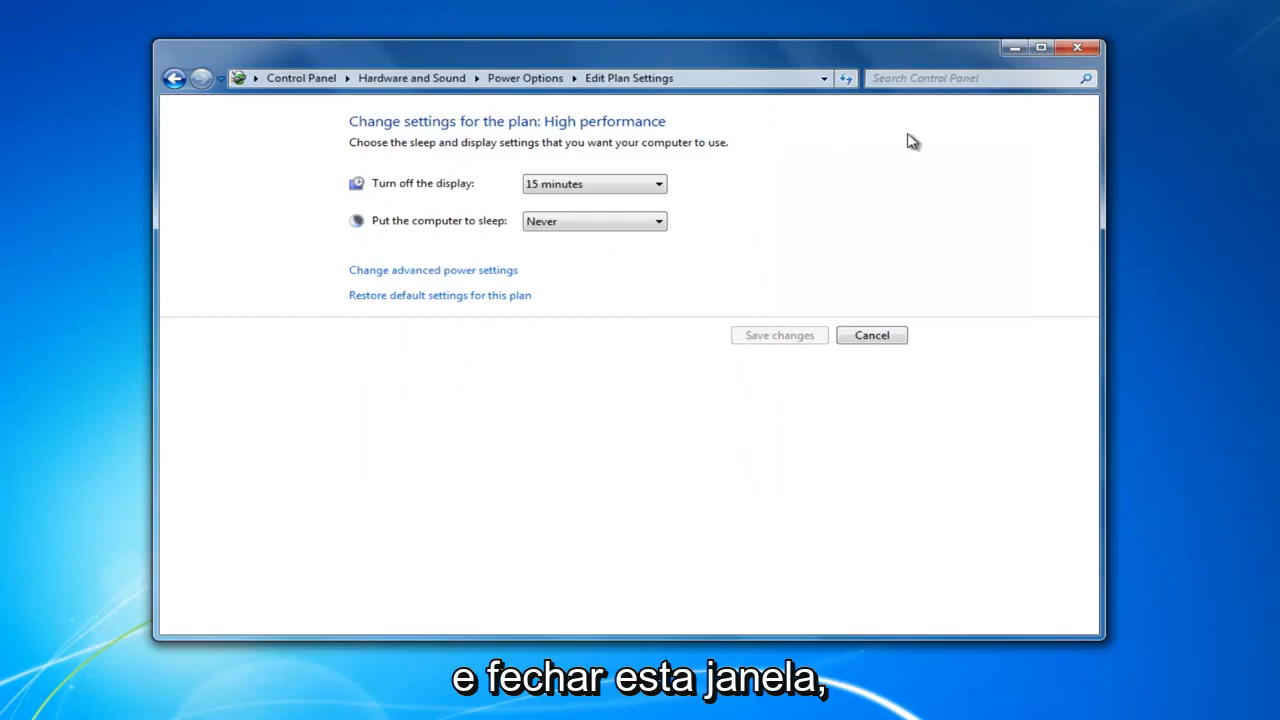 Control Panel Hardware and Sound Power Options Edit Plan Settings
Search Control Panel
Change settings for the plan: High performance
Choose the sleep and display settings that you want your computer to use.
Turn off the display: 15 minutes
Put the computer to sleep: Never
Change advanced power settings
Restore default settings for this plan
Save changes Cancel
e fechar esta janela,